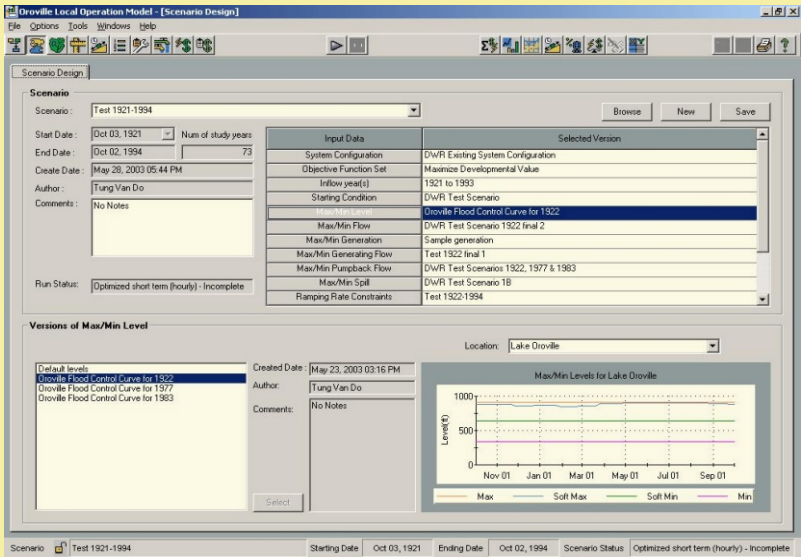 Oroville Local Operation Model - [Scenario Design]
File Options Tools Windows Help
Scenario Design
Scenario
Scenario : Test 1921-1994 Browse New Save
Start Date : Oct 03, 1921 Num of study years
End Date : Oct 02, 1994 73
Create Date : May 28, 2003 05:44 PM
Author : Tung Van Do
Comments : No Notes
Run Status: Optimized short term (hourly) - Incomplete
Input Data Selected Version
System Configuration DWR Existing System Configuration
Objective Function Set Maximize Developmental Value
Inflow year(s) 1921 to 1993
Starting Condition DWR Test Scenario
Max/Min Level Oroville Flood Control Curve for 1922
Max/Min Flow DWR Test Scenario 1922 final 2
Max/Min Generation Sample generation
Max/Min Generating Flow Test 1922 final 1
Max/Min Pumpback Flow DWR Test Scenarios 1922, 1977 & 1983
Max/Min Spill DWR Test Scenario 1B
Ramping Rate Constraints Test 1922-1994
Versions of Max/Min Level
Location: Lake Oroville
Default levels
Oroville Flood Control Curve for 1922
Oroville Flood Control Curve for 1977
Oroville Flood Control Curve for 1983
Created Date : May 23, 2003 03:16 PM
Author: Tung Van Do
Comments: No Notes
Select
Max/Min Levels for Lake Oroville
Level(ft)
1000
500
0
Nov 01 Jan 01 Mar 01 May 01 Jul 01 Sep 01
Max Soft Max Soft Min Min
Scenario Test 1921-1994 Starting Date Oct 03, 1921 Ending Date Oct 02, 1994 Scenario Status Optimized short term (hourly) - Incomplete